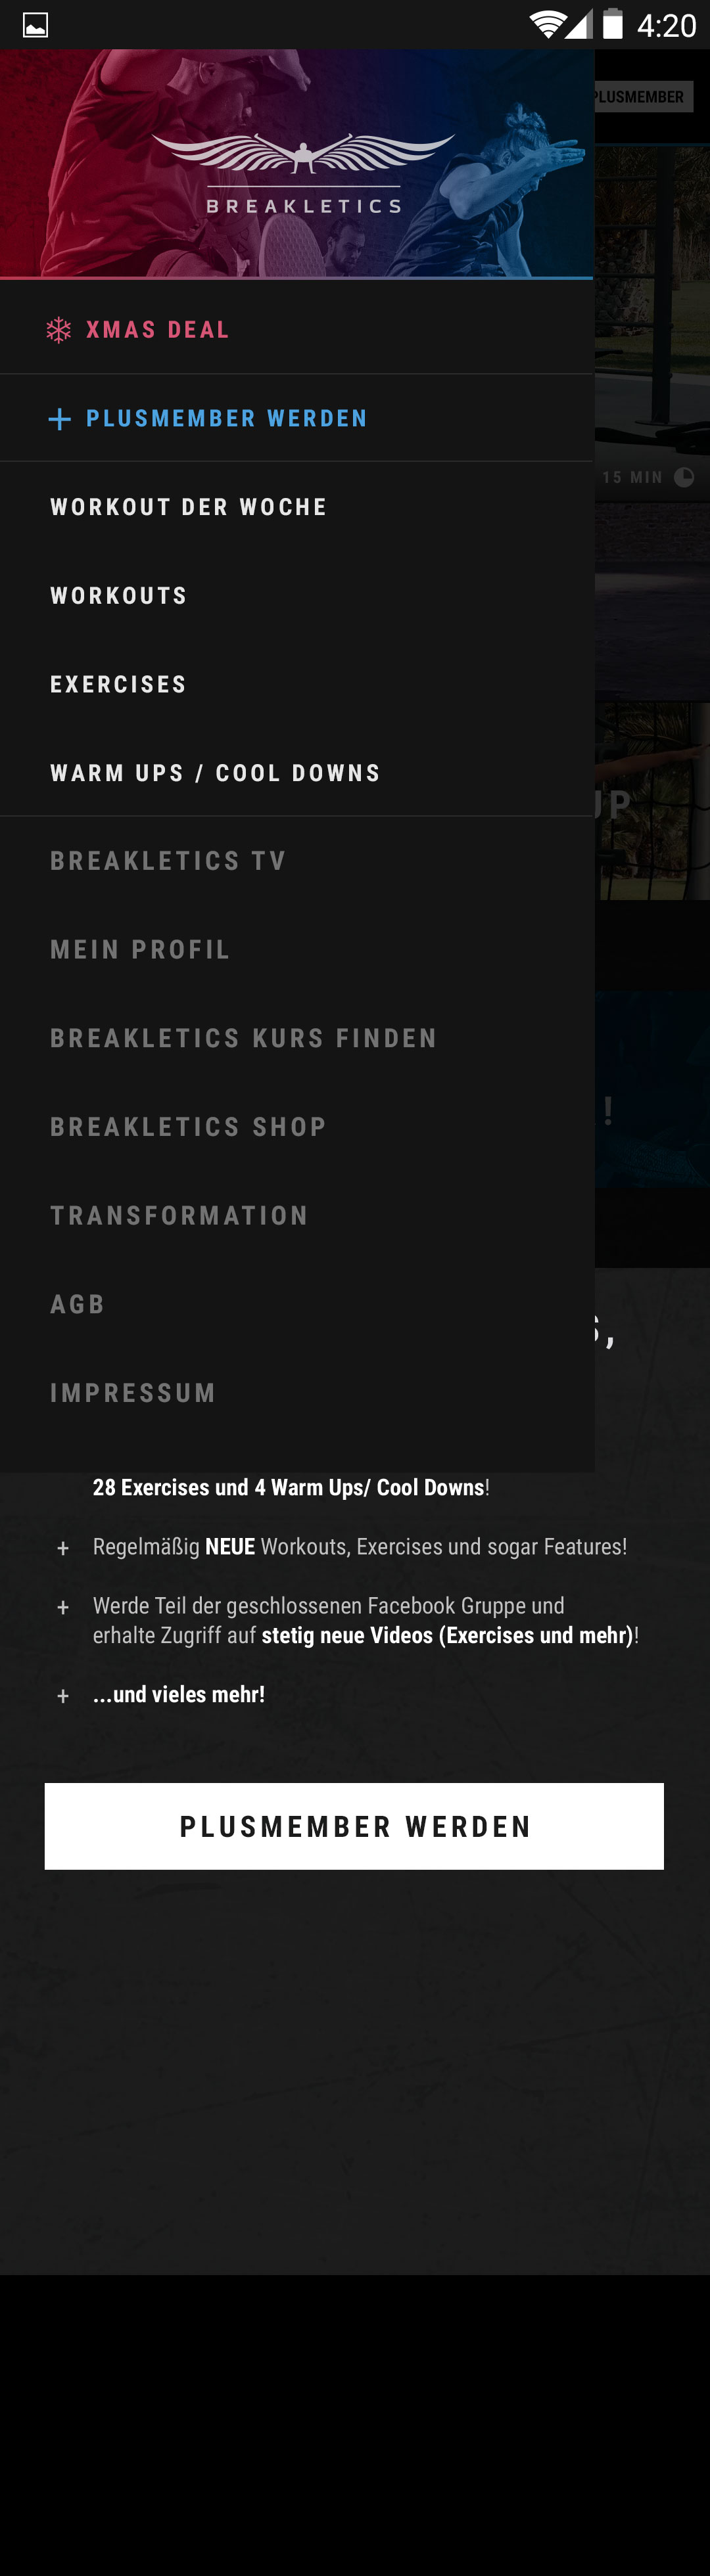 4:20
PLUSMEMBER
BREAKLETICS
XMAS DEAL
PLUSMEMBER WERDEN
15 MIN
WORKOUT DER WOCHE
WORKOUTS
EXERCISES
WARM UPS / COOL DOWNS
UP
BREAKLETICS TV
MEIN PROFIL
BREAKLETICS KURS FINDEN
BREAKLETICS SHOP
!
TRANSFORMATION
AGB
S,
IMPRESSUM
28 Exercises und 4 Warm Ups/ Cool Downs!
+ Regelmäßig NEUE Workouts, Exercises und sogar Features!
+ Werde Teil der geschlossenen Facebook Gruppe und
erhalte Zugriff auf stetig neue Videos (Exercises und mehr)!
+ ...und vieles mehr!
PLUSMEMBER WERDEN